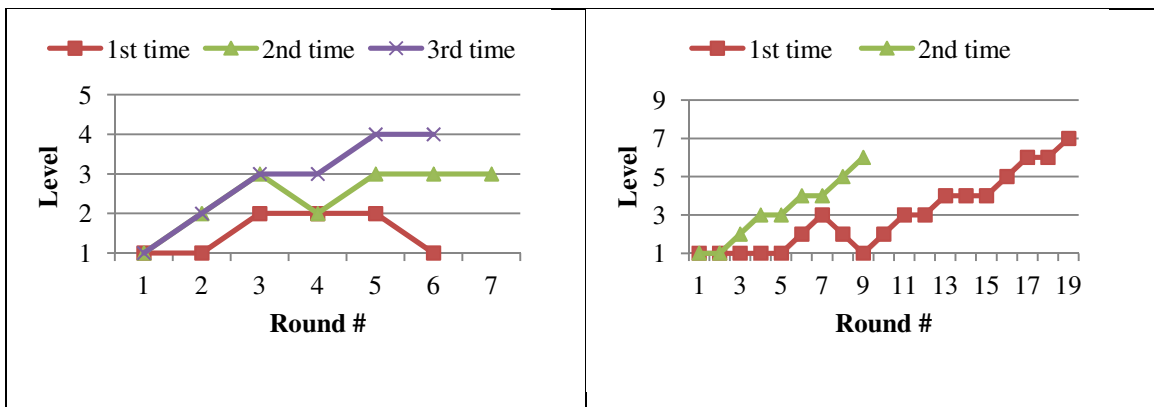 1st time 2nd time 3rd time
5
4
3
2
1
Level
1 2 3 4 5 6 7
Round #
1st time 2nd time
9
7
5
3
1
Level
1 3 5 7 9 11 13 15 17 19
Round #